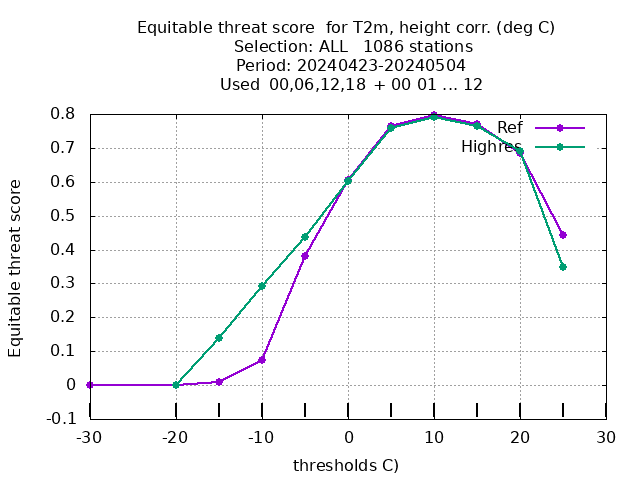 Equitable threat score  for T2m, height corr. (deg C)
Selection: ALL   1086 stations
Period: 20240423-20240504
Used  00,06,12,18  + 00 01 ... 12
Equitable threat score
0.8
0.7
0.6
0.5
0.4
0.3
0.2
0.1
0
-0.1
Ref
Highres
-30
-20
-10
0
10
20
30
thresholds C)